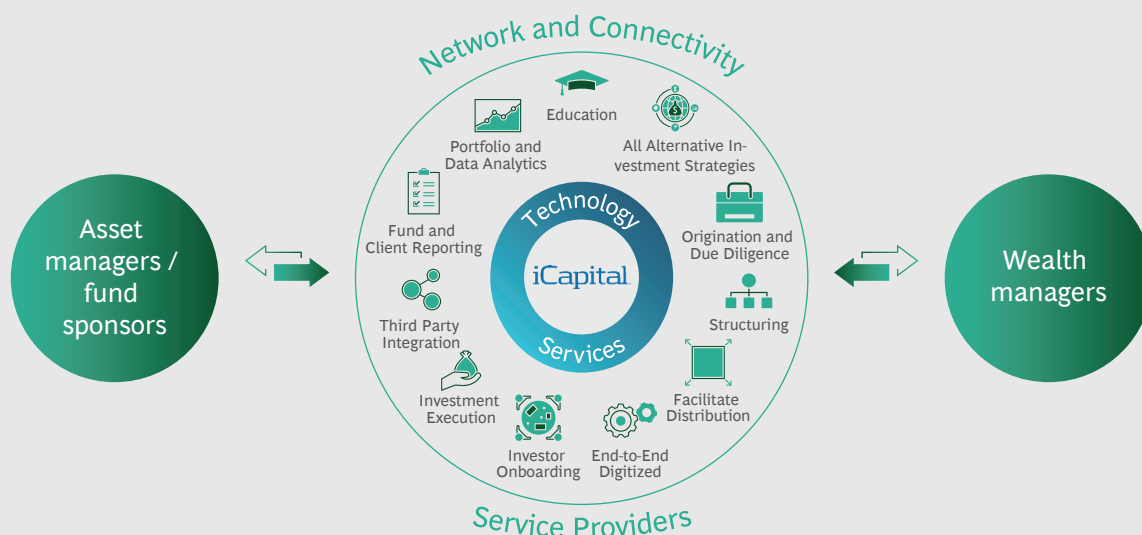 Network and Connectivity
Education
All Alternative In-
vestment Strategies
Origination and
Due Diligence
Structuring
Facilitate
Distribution
End-to-End
Digitized
Investor
Onboarding
Investment
Execution
Third Party
Integration
Fund and
Client Reporting
Portfolio and
Data Analytics
Technology
iCapital
Services
Asset
managers /
fund
sponsors
Wealth
managers
Service Providers